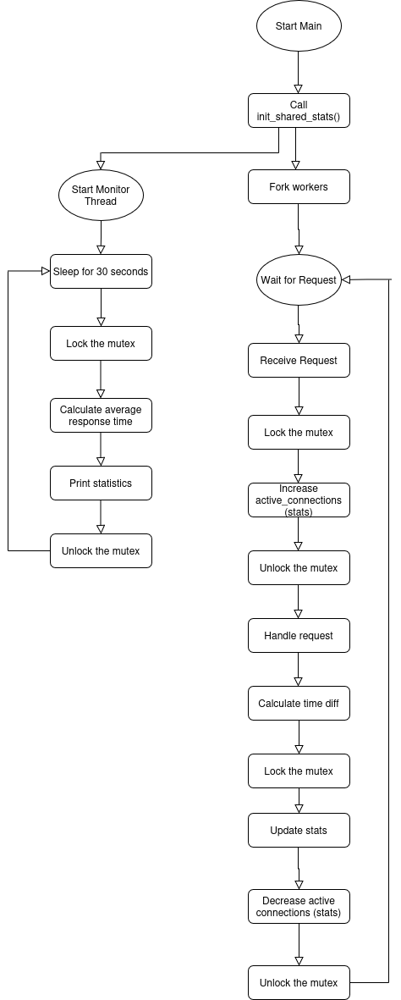 Start Main
Call
init_shared_stats()
Start Monitor
Thread
Fork workers
Sleep for 30 seconds
Wait for Request
Lock the mutex
Receive Request
Calculate average
response time
Lock the mutex
Print statistics
Increase
active_connections
(stats)
Unlock the mutex
Unlock the mutex
Handle request
Calculate time diff
Lock the mutex
Update stats
Decrease active
connections (stats)
Unlock the mutex